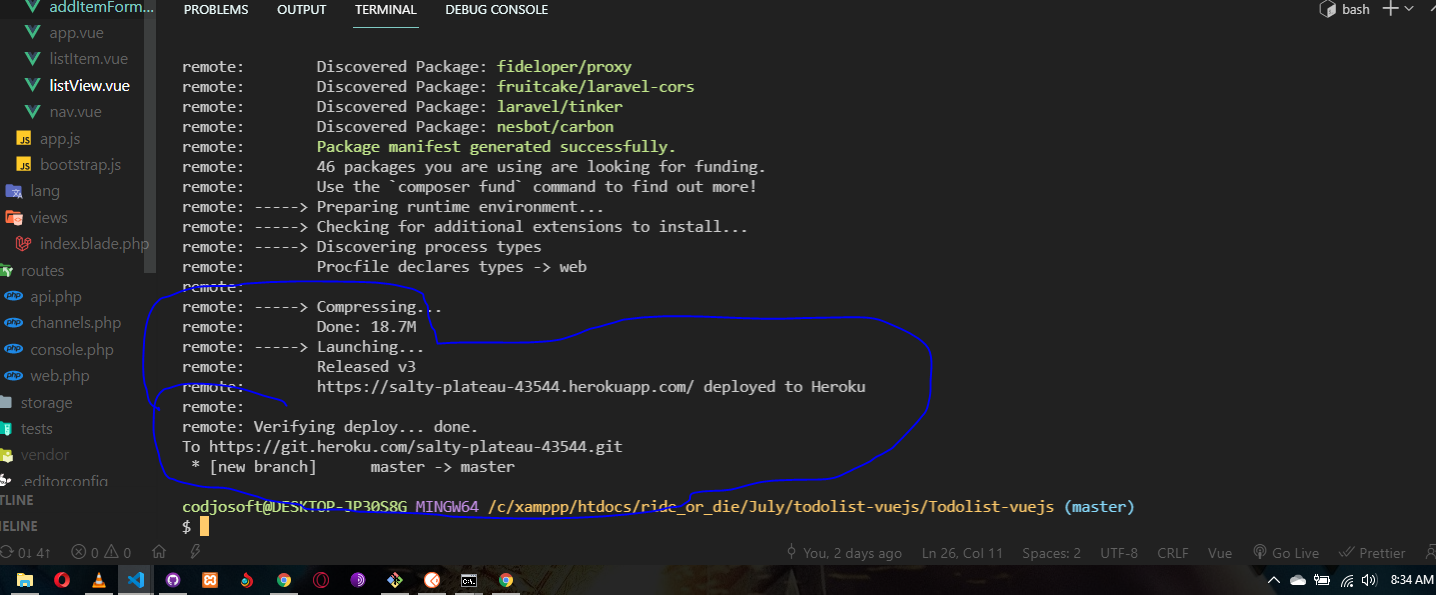 addItemForm...
app.vue
listItem.vue
listView.vue
nav.vue
JS app.js
JS bootstrap.js
lang
views
index.blade.php
routes
php api.php
php channels.php
php console.php
php web.php
storage
tests
vendor
.editorconfig
TLINE
IELINE
PROBLEMS OUTPUT TERMINAL DEBUG CONSOLE
bash
remote: Discovered Package: fideloper/proxy
remote: Discovered Package: fruitcake/laravel-cors
remote: Discovered Package: laravel/tinker
remote: Discovered Package: nesbot/carbon
remote: Package manifest generated successfully.
remote: 46 packages you are using are looking for funding.
remote: Use the `composer fund` command to find out more!
remote: -----> Preparing runtime environment...
remote: -----> Checking for additional extensions to install...
remote: -----> Discovering process types
remote: Procfile declares types -> web
remote:
remote: -----> Compressing...
remote: Done: 18.7M
remote: -----> Launching...
remote: Released v3
remote: https://salty-plateau-43544.herokuapp.com/ deployed to Heroku
remote:
remote: Verifying deploy... done.
To https://git.heroku.com/salty-plateau-43544.git
* [new branch] master -> master
codjosoft@DESKTOP-JP30S8G MINGW64 /c/xamppp/htdocs/ride_or_die/July/todolist-vuejs/Todolist-vuejs (master)
$
0↓ 4↑ 0 0 You, 2 days ago Ln 26, Col 11 Spaces: 2 UTF-8 CRLF Vue Go Live Prettier
8:34 AM